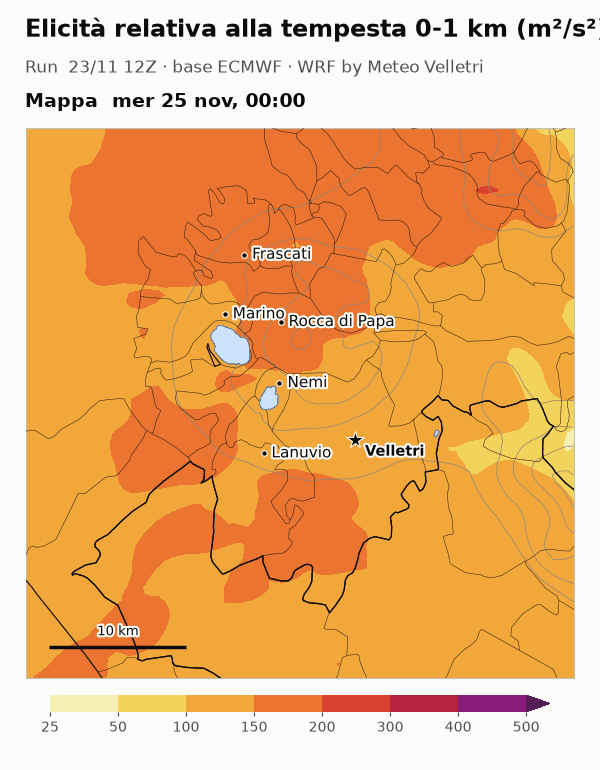 Elicità relativa alla tempesta 0-1 km (m²/s²)
Run 23/11 12Z · base ECMWF · WRF by Meteo Velletri
Mappa mer 25 nov, 00:00
Frascati
Marino
Rocca di Papa
Nemi
Velletri
Lanuvio
10 km
25 50 100 150 200 300 400 500